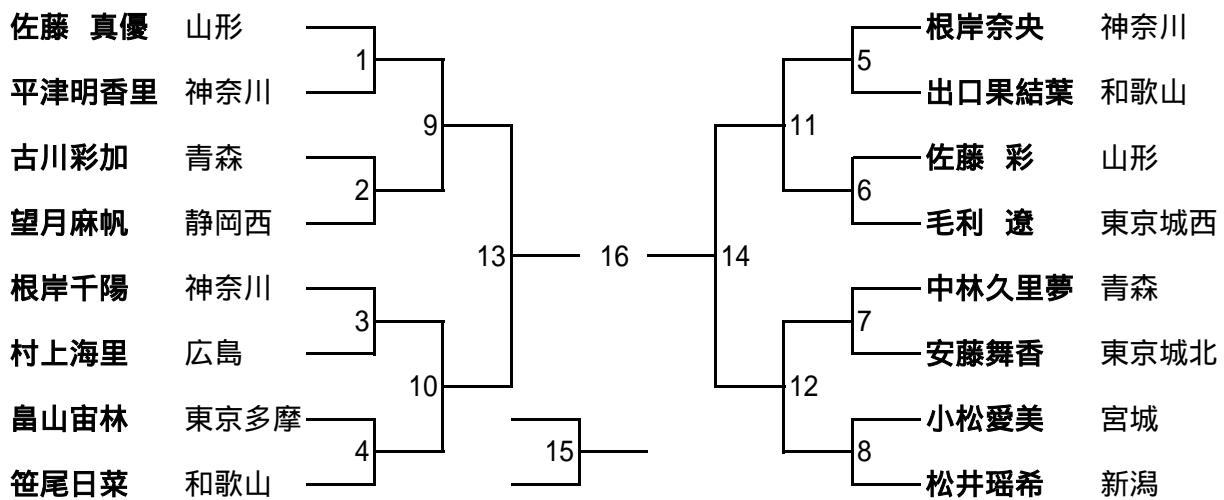 佐藤 真優 山形
平津明香里 神奈川
古川彩加 青森
望月麻帆 静岡西
根岸千陽 神奈川
村上海里 広島
畠山宙林 東京多摩
笹尾日菜 和歌山
1
2
3
4
9
10
13
16
15
14
11
12
5
6
7
8
根岸奈央 神奈川
出口果結葉 和歌山
佐藤 彩 山形
毛利 遼 東京城西
中林久里夢 青森
安藤舞香 東京城北
小松愛美 宮城
松井瑶希 新潟